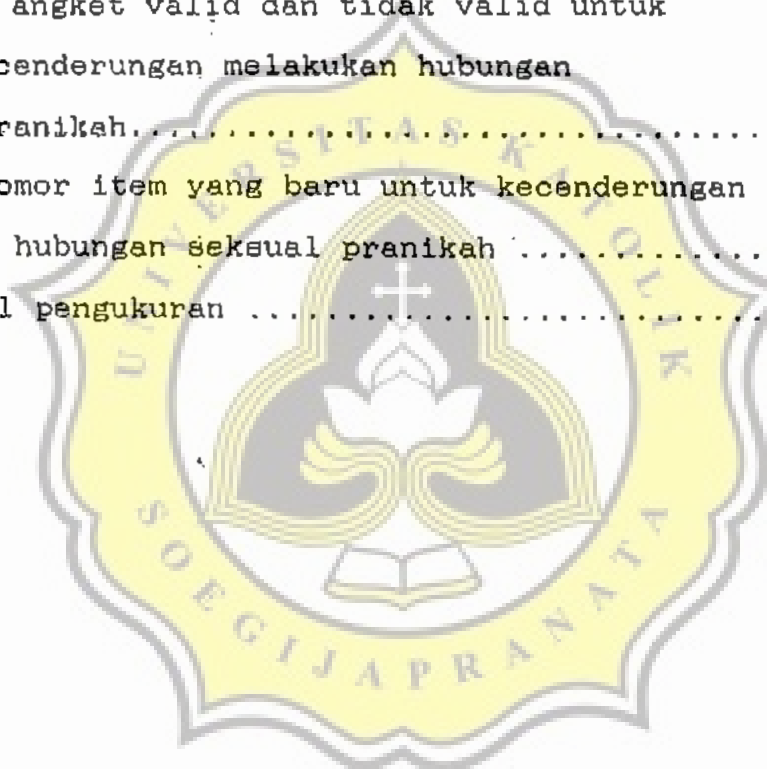 angket valid dan tidak valid untuk
cenderungan melakukan hubungan
ranikah....................................
omor item yang baru untuk kecenderungan
hubungan seksual pranikah ..............
l pengukuran .............................
UNIVERSITAS KATOLIK
SOEGIJAPRANATA